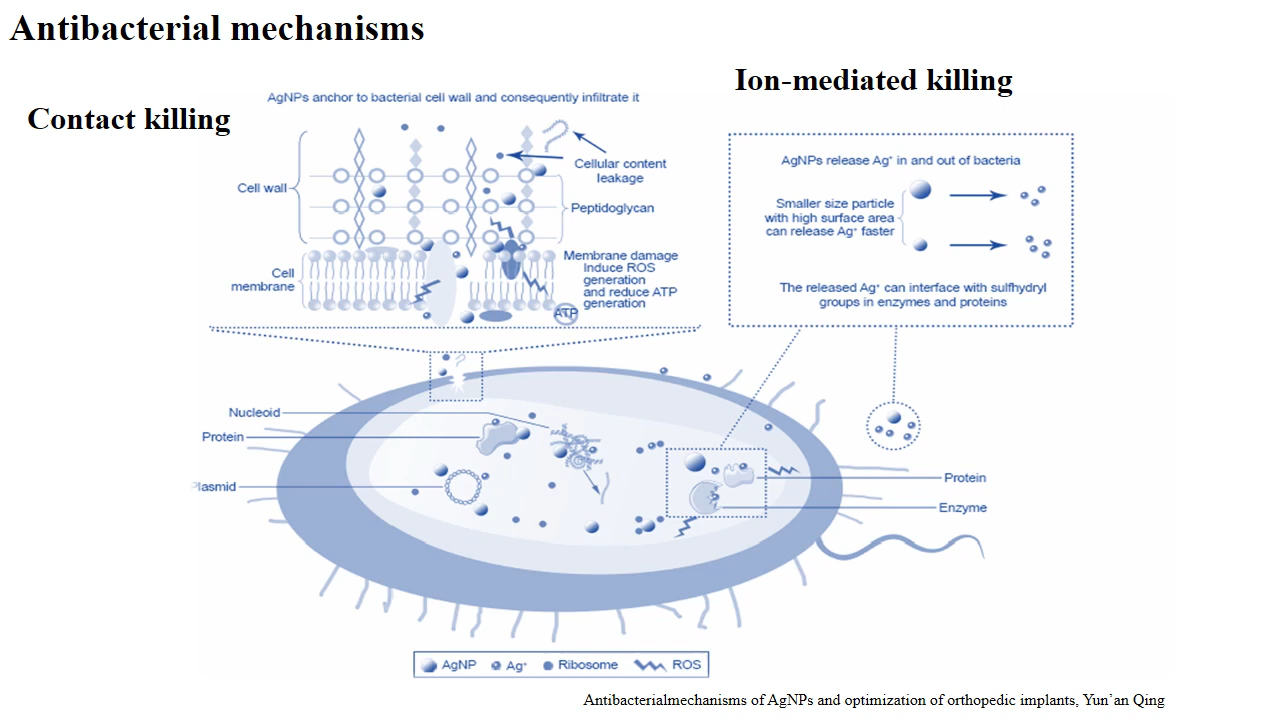 Antibacterial mechanisms
Contact killing
AgNPs anchor to bacterial cell wall and consequently infiltrate it
Cell wall
Cellular content
leakage
Peptidoglycan
Cell
membrane
Membrane damage
Induce ROS
generation
and reduce ATP
generation
ATP
Ion-mediated killing
AgNPs release Ag⁺ in and out of bacteria
Smaller size particle
with high surface area
can release Ag⁺ faster
The released Ag⁺ can interface with sulfhydryl
groups in enzymes and proteins
Nucleoid
Protein
lasmid
Protein
Enzyme
AgNP
Ag⁺
Ribosome
ROS
Antibacterialmechanisms of AgNPs and optimization of orthopedic implants, Yun’an Qing